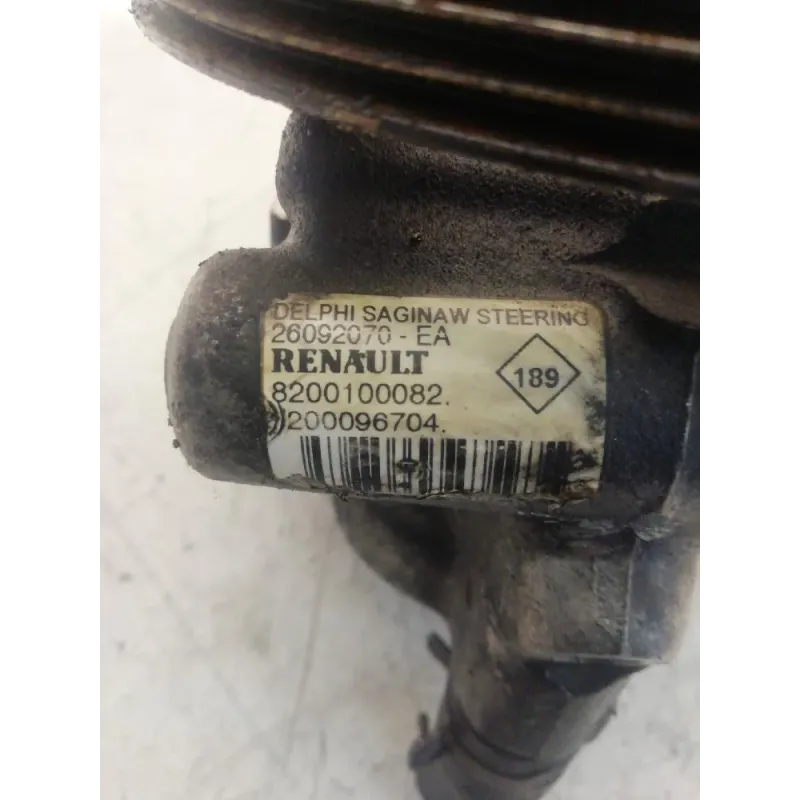 DELPHI SAGINAW STEERING
26092070 - EA
RENAULT
189
8200100082.
200096704.